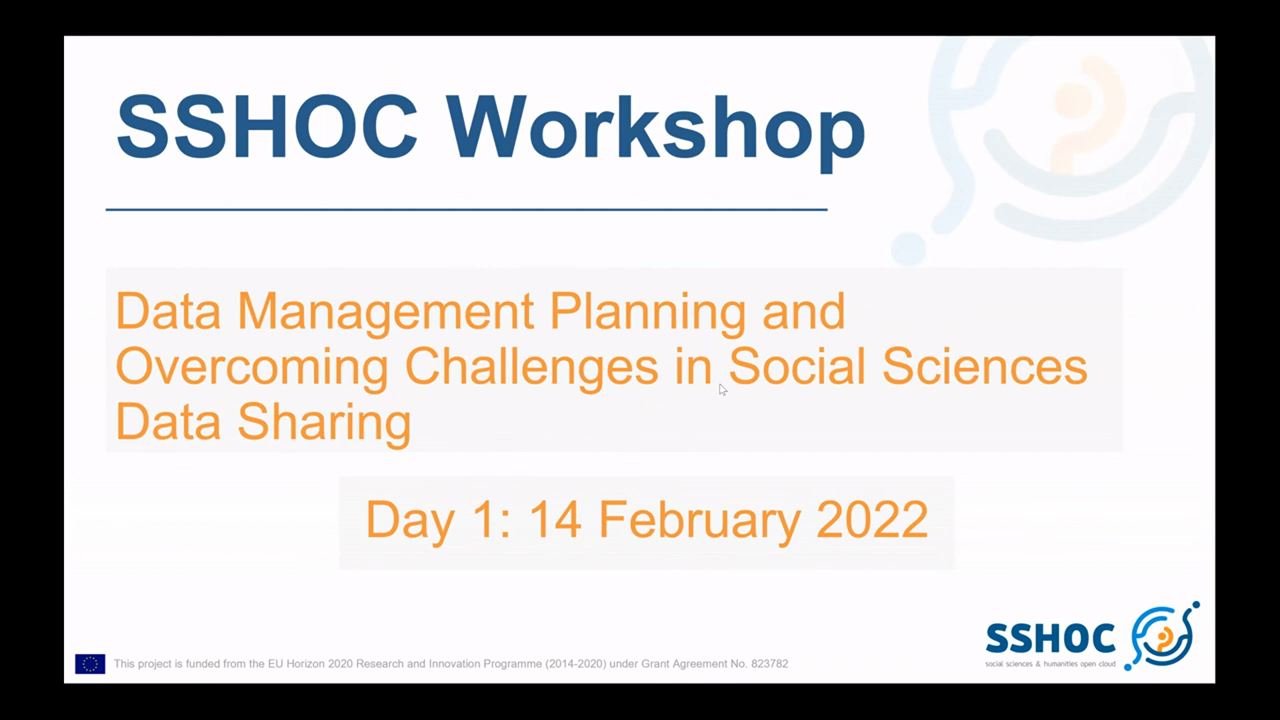 SSHOC Workshop
Data Management Planning and
Overcoming Challenges in Social Sciences
Data Sharing
Day 1: 14 February 2022
SSHOC
social sciences & humanities open cloud
This project is funded from the EU Horizon 2020 Research and Innovation Programme (2014-2020) under Grant Agreement No. 823782